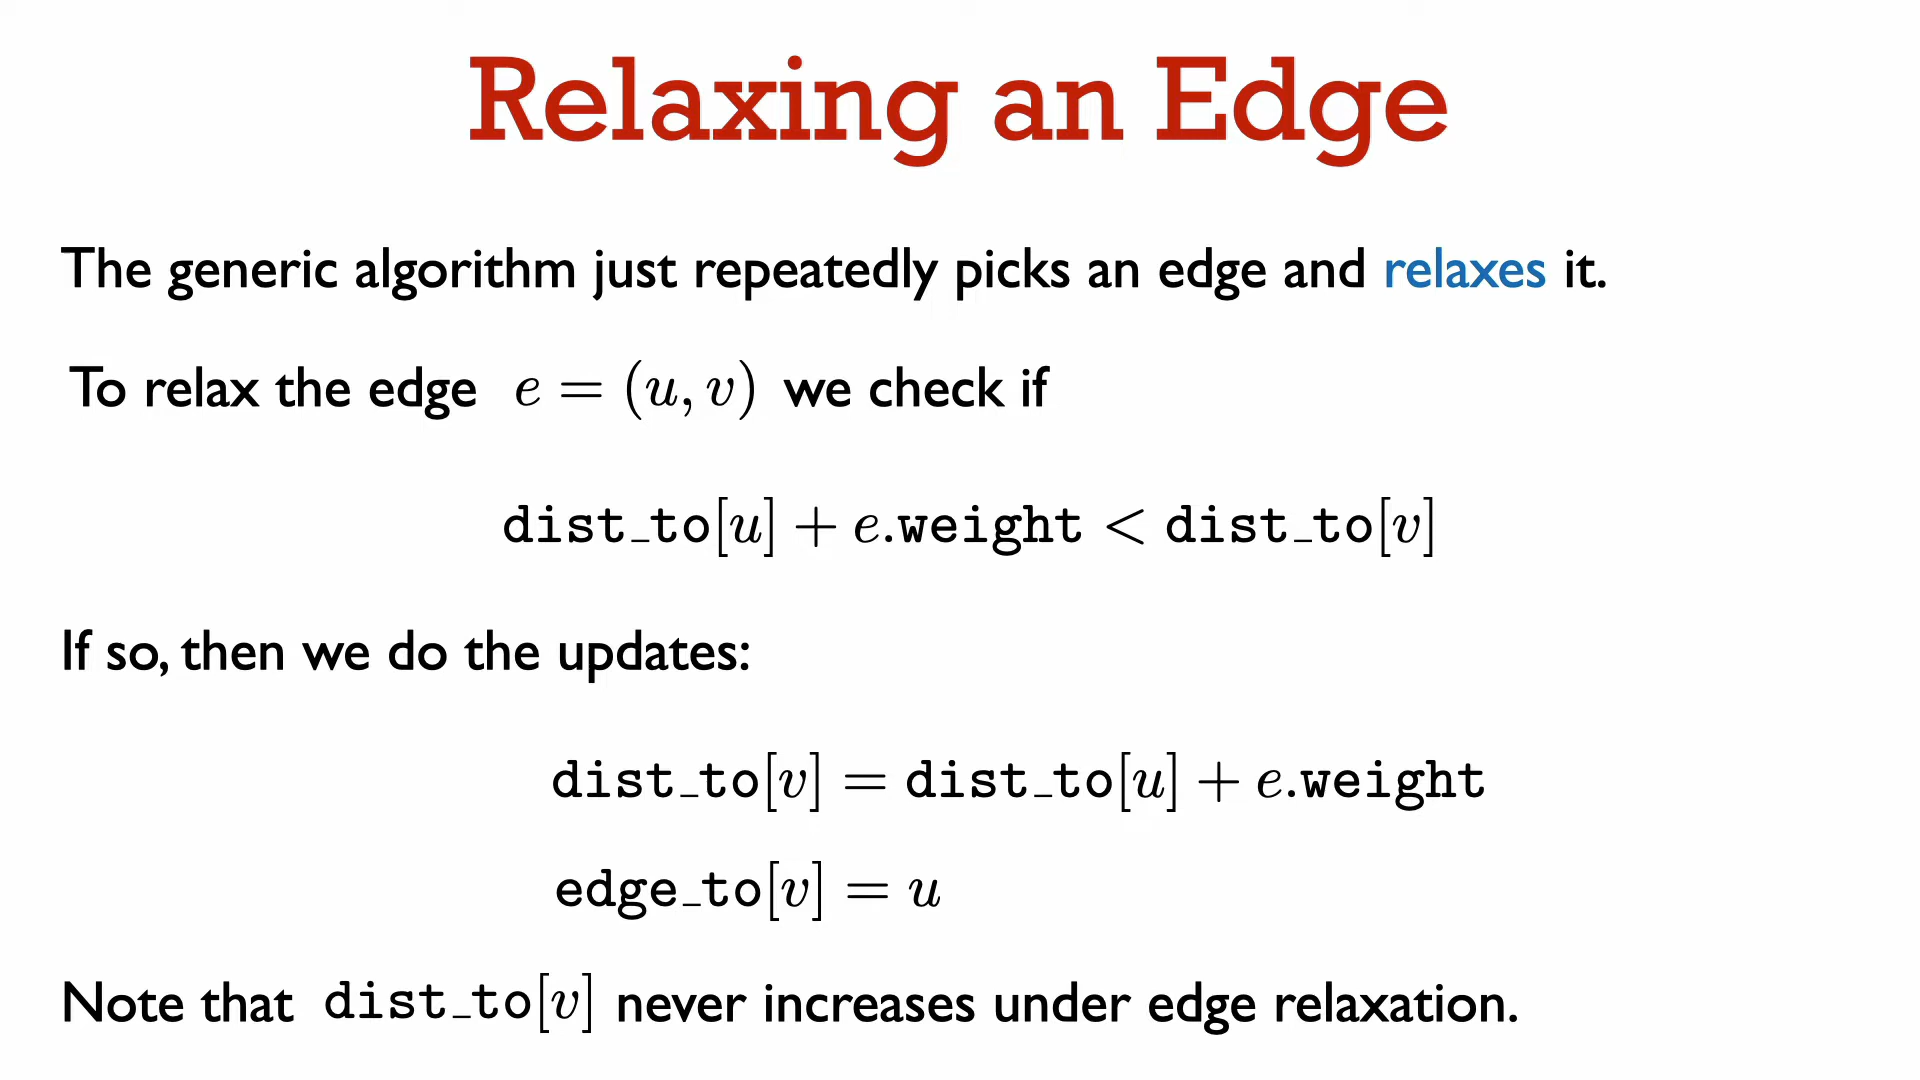 Relaxing an Edge
The generic algorithm just repeatedly picks an edge and relaxes it.
To relax the edge e = (u, v) we check if
dist_to[u] + e.weight < dist_to[v]
If so, then we do the updates:
dist_to[v] = dist_to[u] + e.weight
edge_to[v] = u
Note that dist_to[v] never increases under edge relaxation.